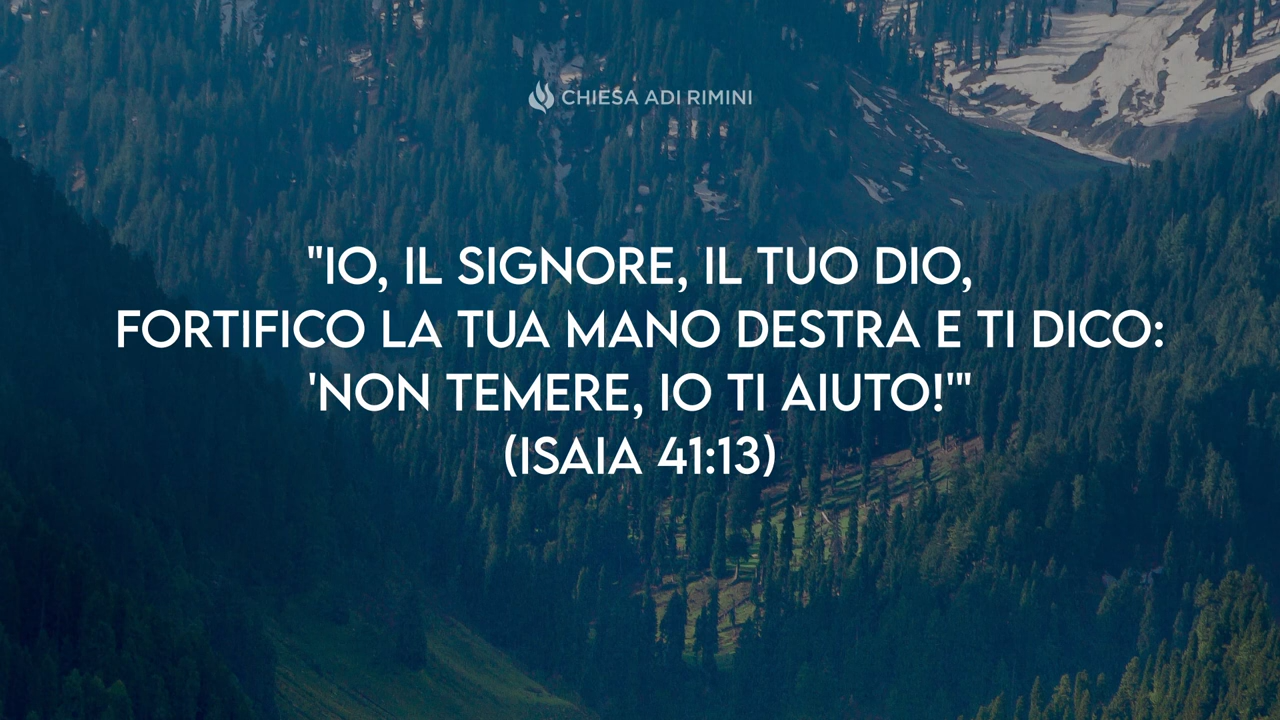 CHIESA ADI RIMINI
"IO, IL SIGNORE, IL TUO DIO,
FORTIFICO LA TUA MANO DESTRA E TI DICO:
'NON TEMERE, IO TI AIUTO!'"
(ISAIA 41:13)